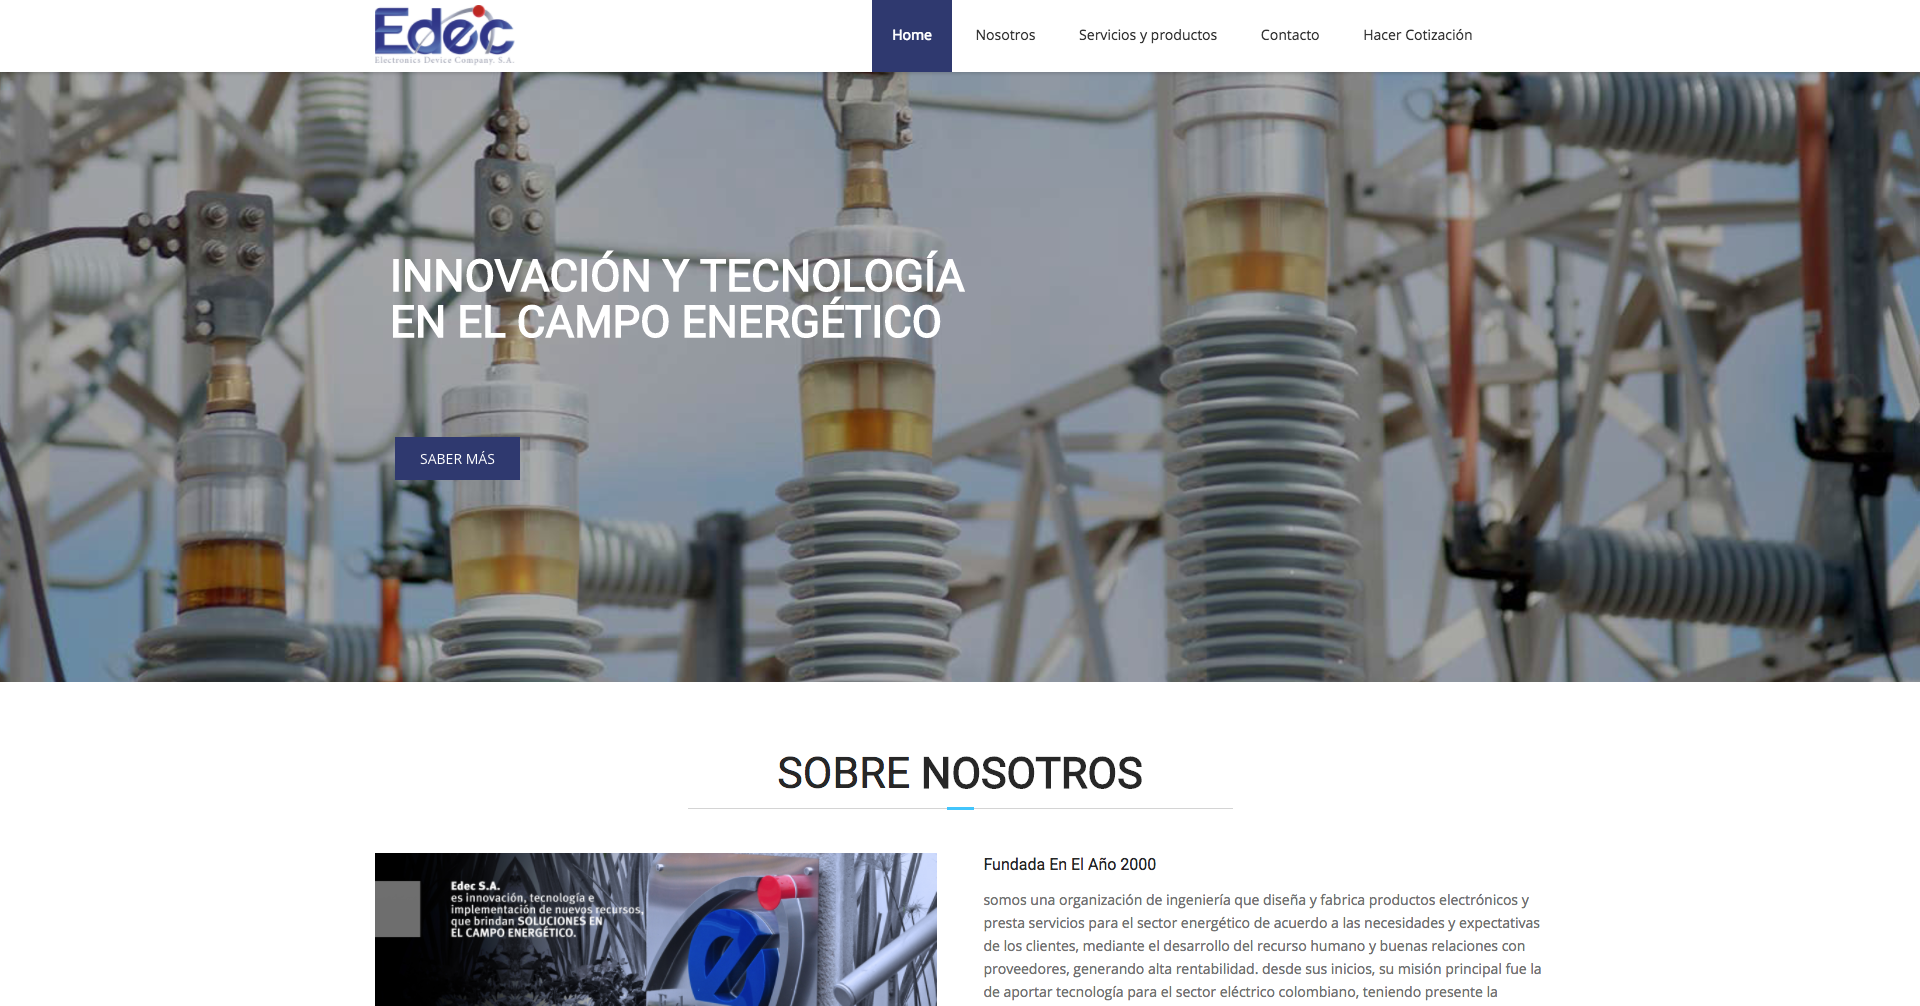 Edec
Electronics Device Company. S.A.
Home
Nosotros
Servicios y productos
Contacto
Hacer Cotización
INNOVACIÓN Y TECNOLOGÍA
EN EL CAMPO ENERGÉTICO
SABER MÁS
SOBRE NOSOTROS
Edec S.A.
es innovación, tecnología e
implementación de nuevos recursos,
que brindan SOLUCIONES EN
EL CAMPO ENERGÉTICO.
Fundada En El Año 2000
somos una organización de ingeniería que diseña y fabrica productos electrónicos y
presta servicios para el sector energético de acuerdo a las necesidades y expectativas
de los clientes, mediante el desarrollo del recurso humano y buenas relaciones con
proveedores, generando alta rentabilidad. desde sus inicios, su misión principal fue la
de aportar tecnología para el sector eléctrico colombiano, teniendo presente la